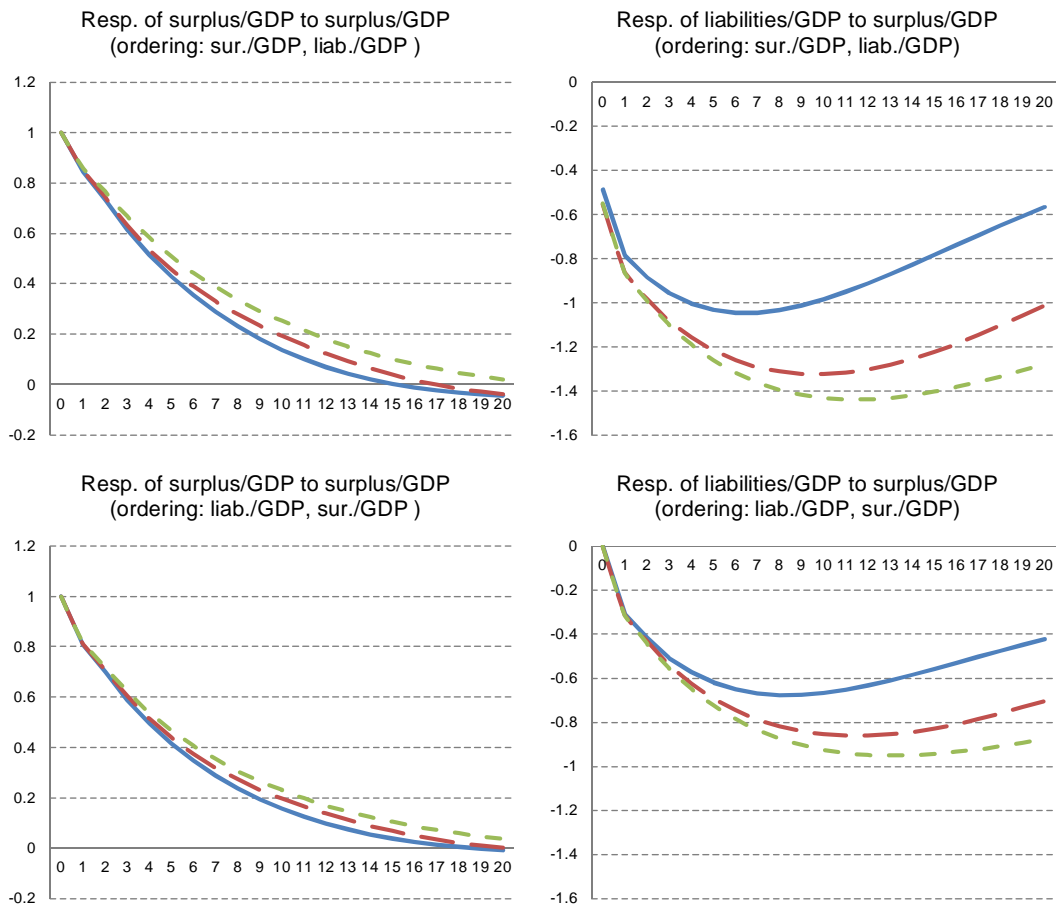 Resp. of surplus/GDP to surplus/GDP
(ordering: sur./GDP, liab./GDP )
1.2
1
0.8
0.6
0.4
0.2
0
-0.2
0 1 2 3 4 5 6 7 8 9 10 11 12 13 14 15 16 17 18 19 20
Resp. of liabilities/GDP to surplus/GDP
(ordering: sur./GDP, liab./GDP)
0
-0.2
-0.4
-0.6
-0.8
-1
-1.2
-1.4
-1.6
0 1 2 3 4 5 6 7 8 9 10 11 12 13 14 15 16 17 18 19 20
Resp. of surplus/GDP to surplus/GDP
(ordering: liab./GDP, sur./GDP )
1.2
1
0.8
0.6
0.4
0.2
0
-0.2
0 1 2 3 4 5 6 7 8 9 10 11 12 13 14 15 16 17 18 19 20
Resp. of liabilities/GDP to surplus/GDP
(ordering: liab./GDP, sur./GDP)
0
-0.2
-0.4
-0.6
-0.8
-1
-1.2
-1.4
-1.6
0 1 2 3 4 5 6 7 8 9 10 11 12 13 14 15 16 17 18 19 20